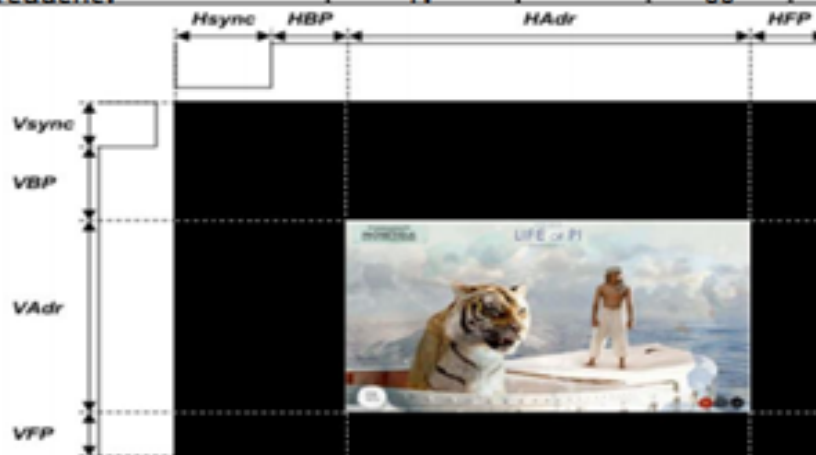 Hsync HBP HAdr HFP
Vsync
VBP
LIFE OF PI
VAdr
VFP